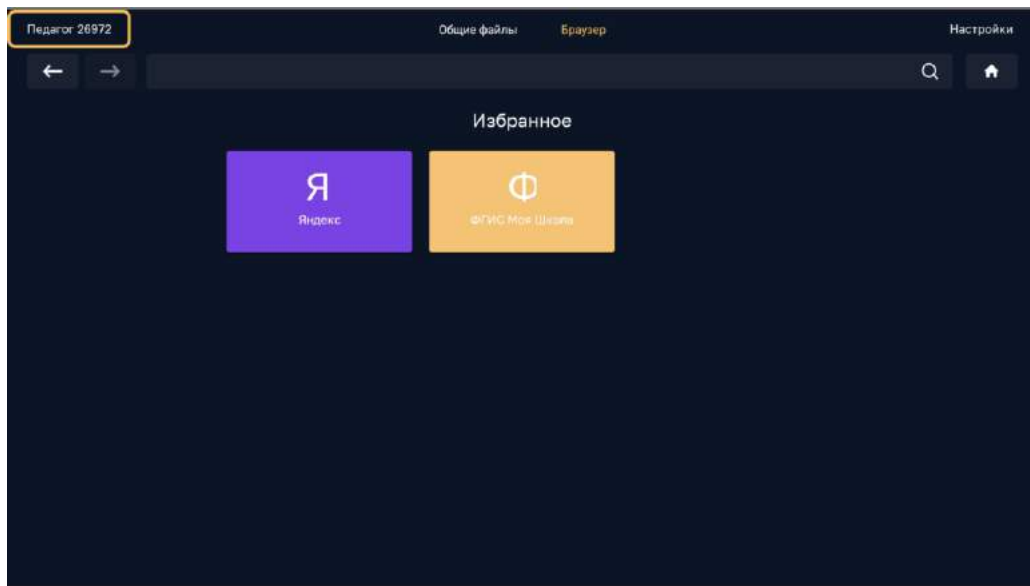 Педагог 26972
Общие файлы
Браузер
Настройки
Избранное
Я
Яндекс
Ф
ФГИС Моя Школа